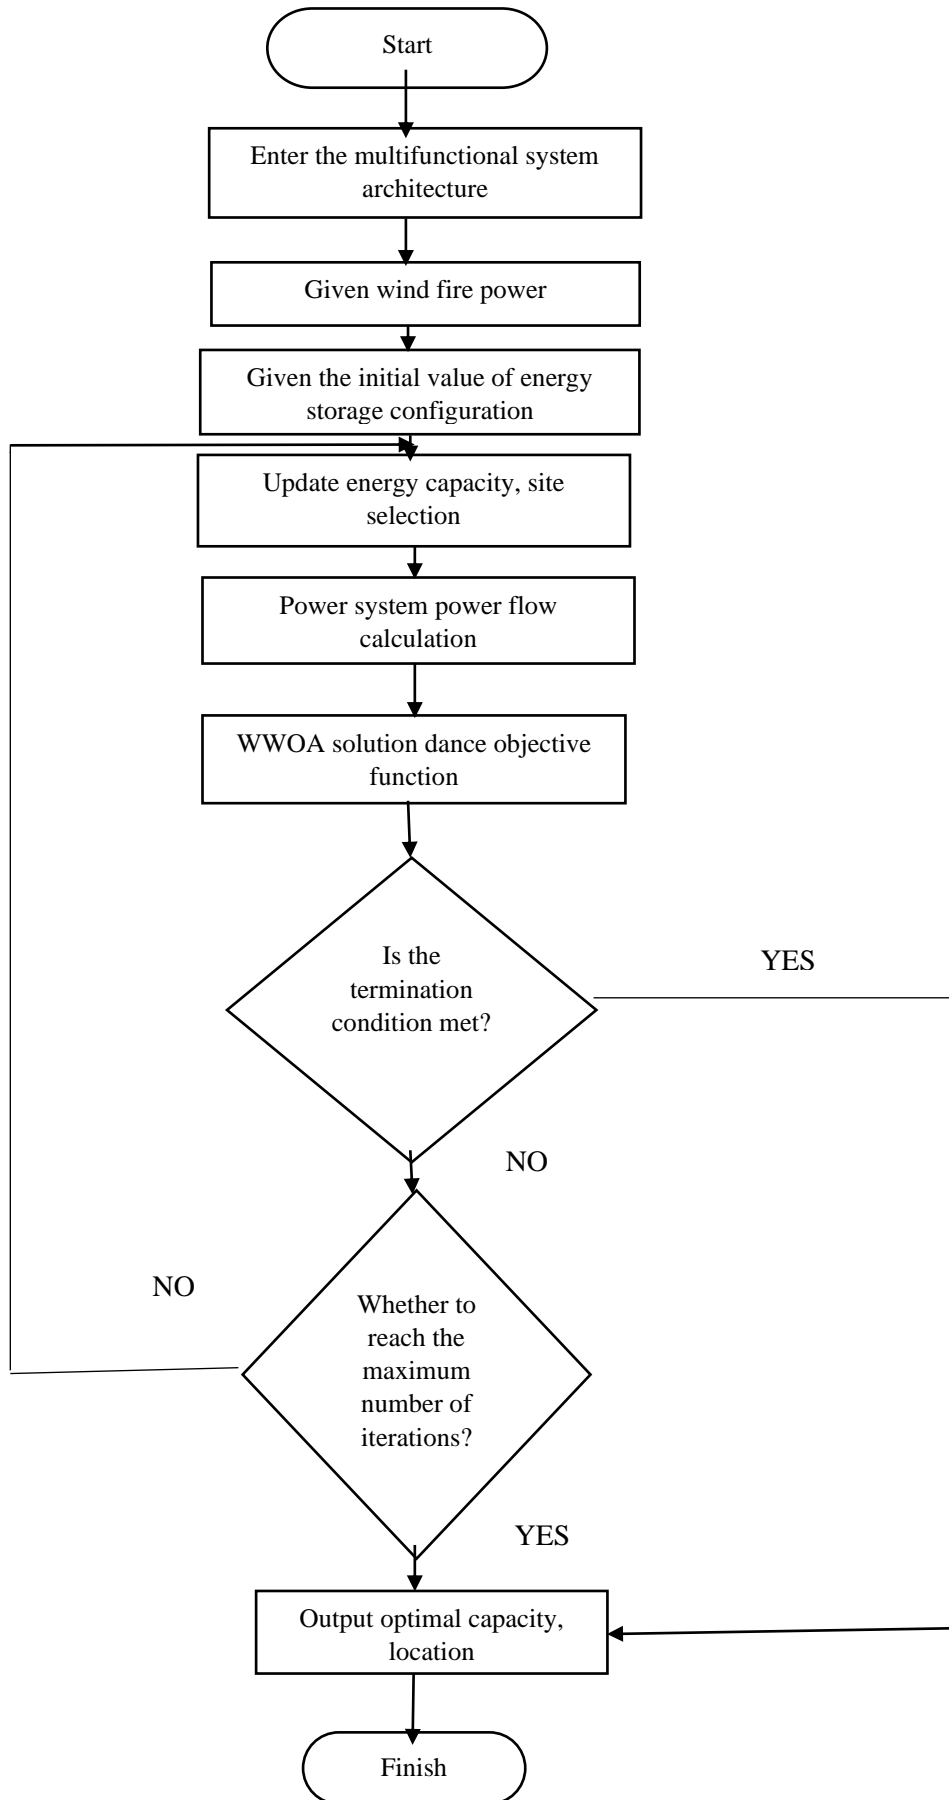 Start
Enter the multifunctional system
architecture
Given wind fire power
Given the initial value of energy
storage configuration
Update energy capacity, site
selection
Power system power flow
calculation
WWOA solution dance objective
function
Is the
termination
condition met?
YES
NO
NO
Whether to
reach the
maximum
number of
iterations?
YES
Output optimal capacity,
location
Finish